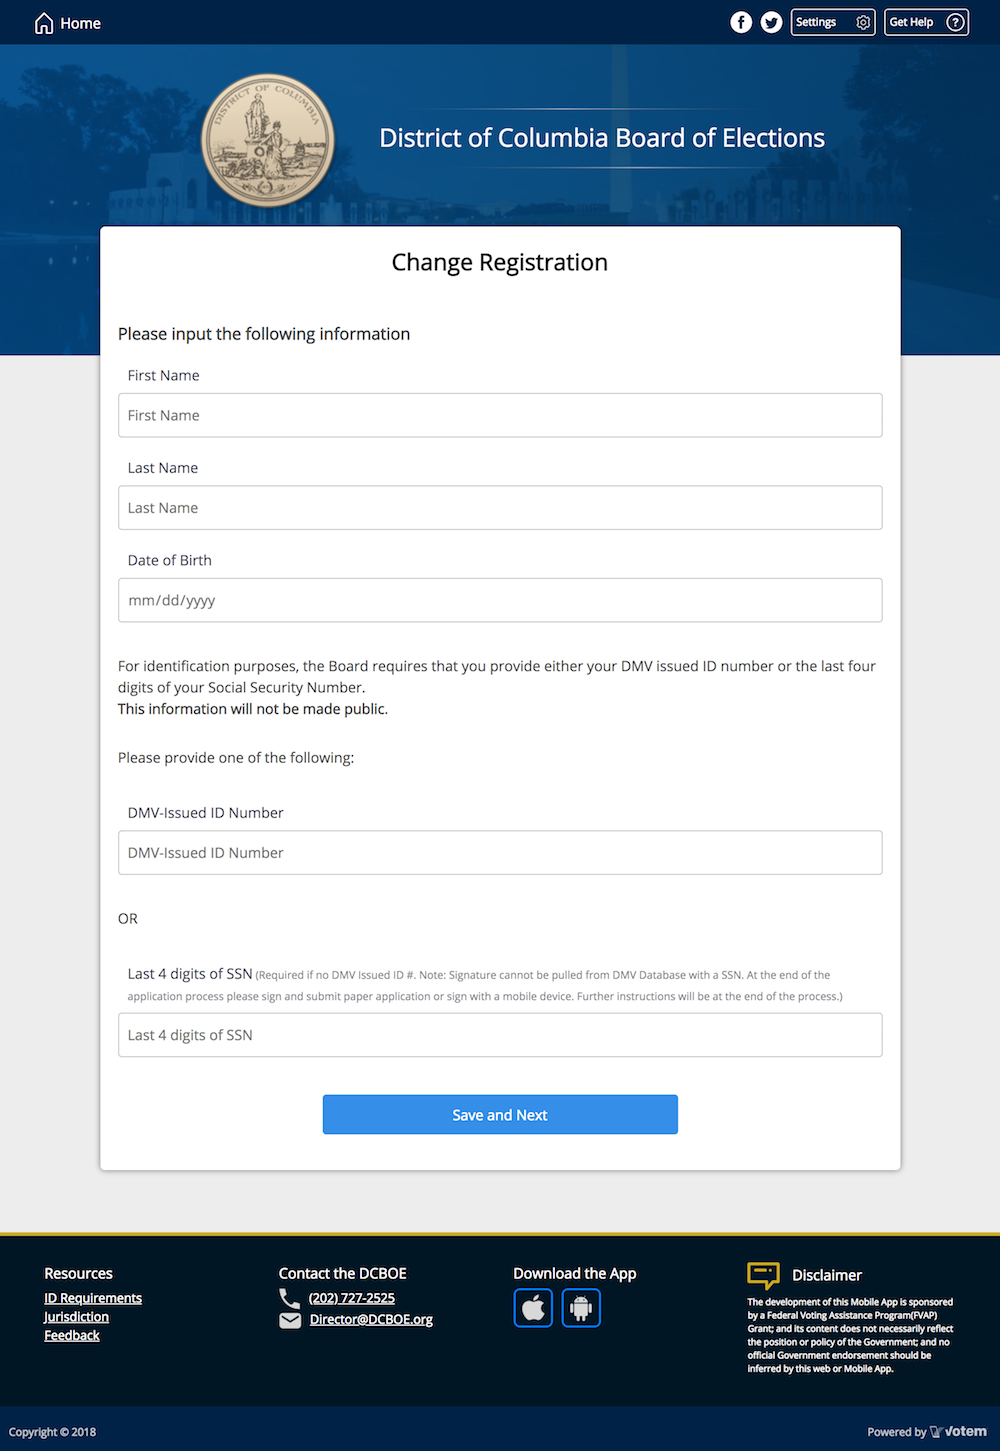 Home
Settings
Get Help ?
DISTRICT OF COLUMBIA
District of Columbia Board of Elections
Change Registration
Please input the following information
First Name
First Name
Last Name
Last Name
Date of Birth
mm/dd/yyyy
For identification purposes, the Board requires that you provide either your DMV issued ID number or the last four
digits of your Social Security Number.
This information will not be made public.
Please provide one of the following:
DMV-Issued ID Number
DMV-Issued ID Number
OR
Last 4 digits of SSN (Required if no DMV Issued ID #. Note: Signature cannot be pulled from DMV Database with a SSN. At the end of the
application process please sign and submit paper application or sign with a mobile device. Further instructions will be at the end of the process.)
Last 4 digits of SSN
Save and Next
Resources
ID Requirements
Jurisdiction
Feedback
Contact the DCBOE
(202) 727-2525
Director@DCBOE.org
Download the App
Disclaimer
The development of this Mobile App is sponsored
by a Federal Voting Assistance Program(FVAP)
Grant; and its content does not necessarily reflect
the position or policy of the Government; and no
official Government endorsement should be
inferred by this web or Mobile App.
Copyright © 2018
Powered by Votem